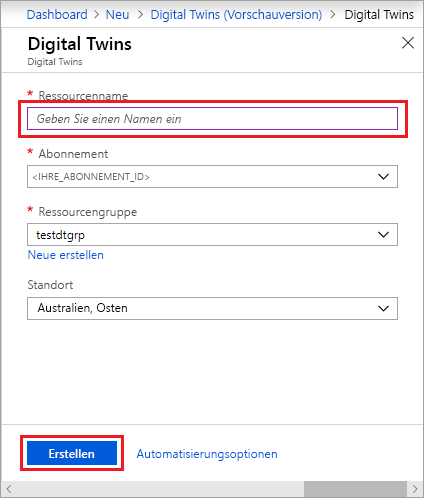 Dashboard > Neu > Digital Twins (Vorschauversion) > Digital Twins
Digital Twins
Digital Twins
* Ressourcenname
Geben Sie einen Namen ein
* Abonnement
<IHRE_ABONNEMENT_ID>
* Ressourcengruppe
testdtgrp
Neue erstellen
Standort
Australien, Osten
Erstellen Automatisierungsoptionen